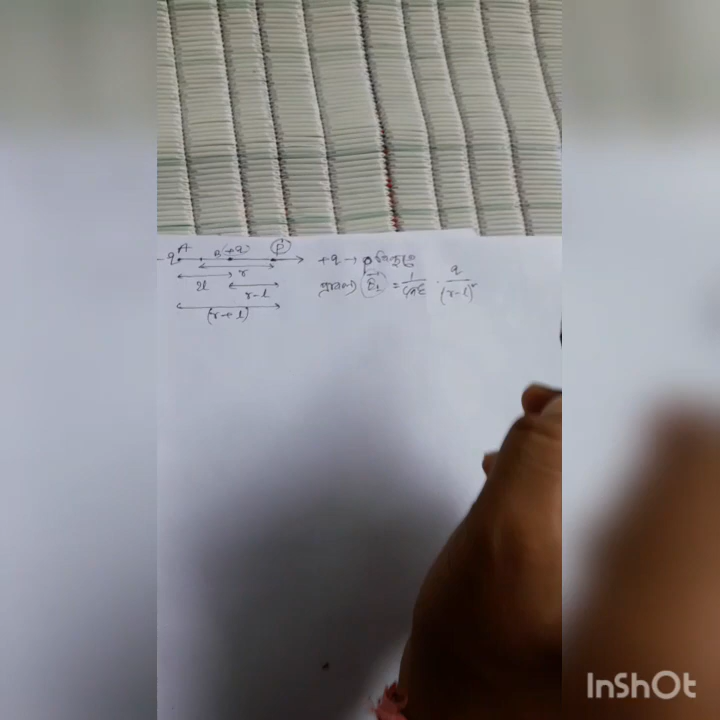 -q A B(+q) P
r
2l
r-l
(r+l)
+q → P বিন্দুতে
প্রাবল্য E₁ = 1/4πε · q/(r-l)²
InShOt